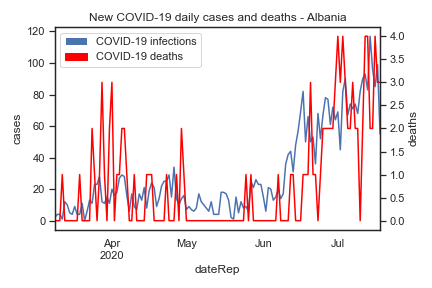 New COVID-19 daily cases and deaths - Albania
COVID-19 infections
COVID-19 deaths
120
100
80
60
40
20
0
cases
4.0
3.5
3.0
2.5
2.0
1.5
1.0
0.5
0.0
deaths
Apr
2020
May
Jun
Jul
dateRep